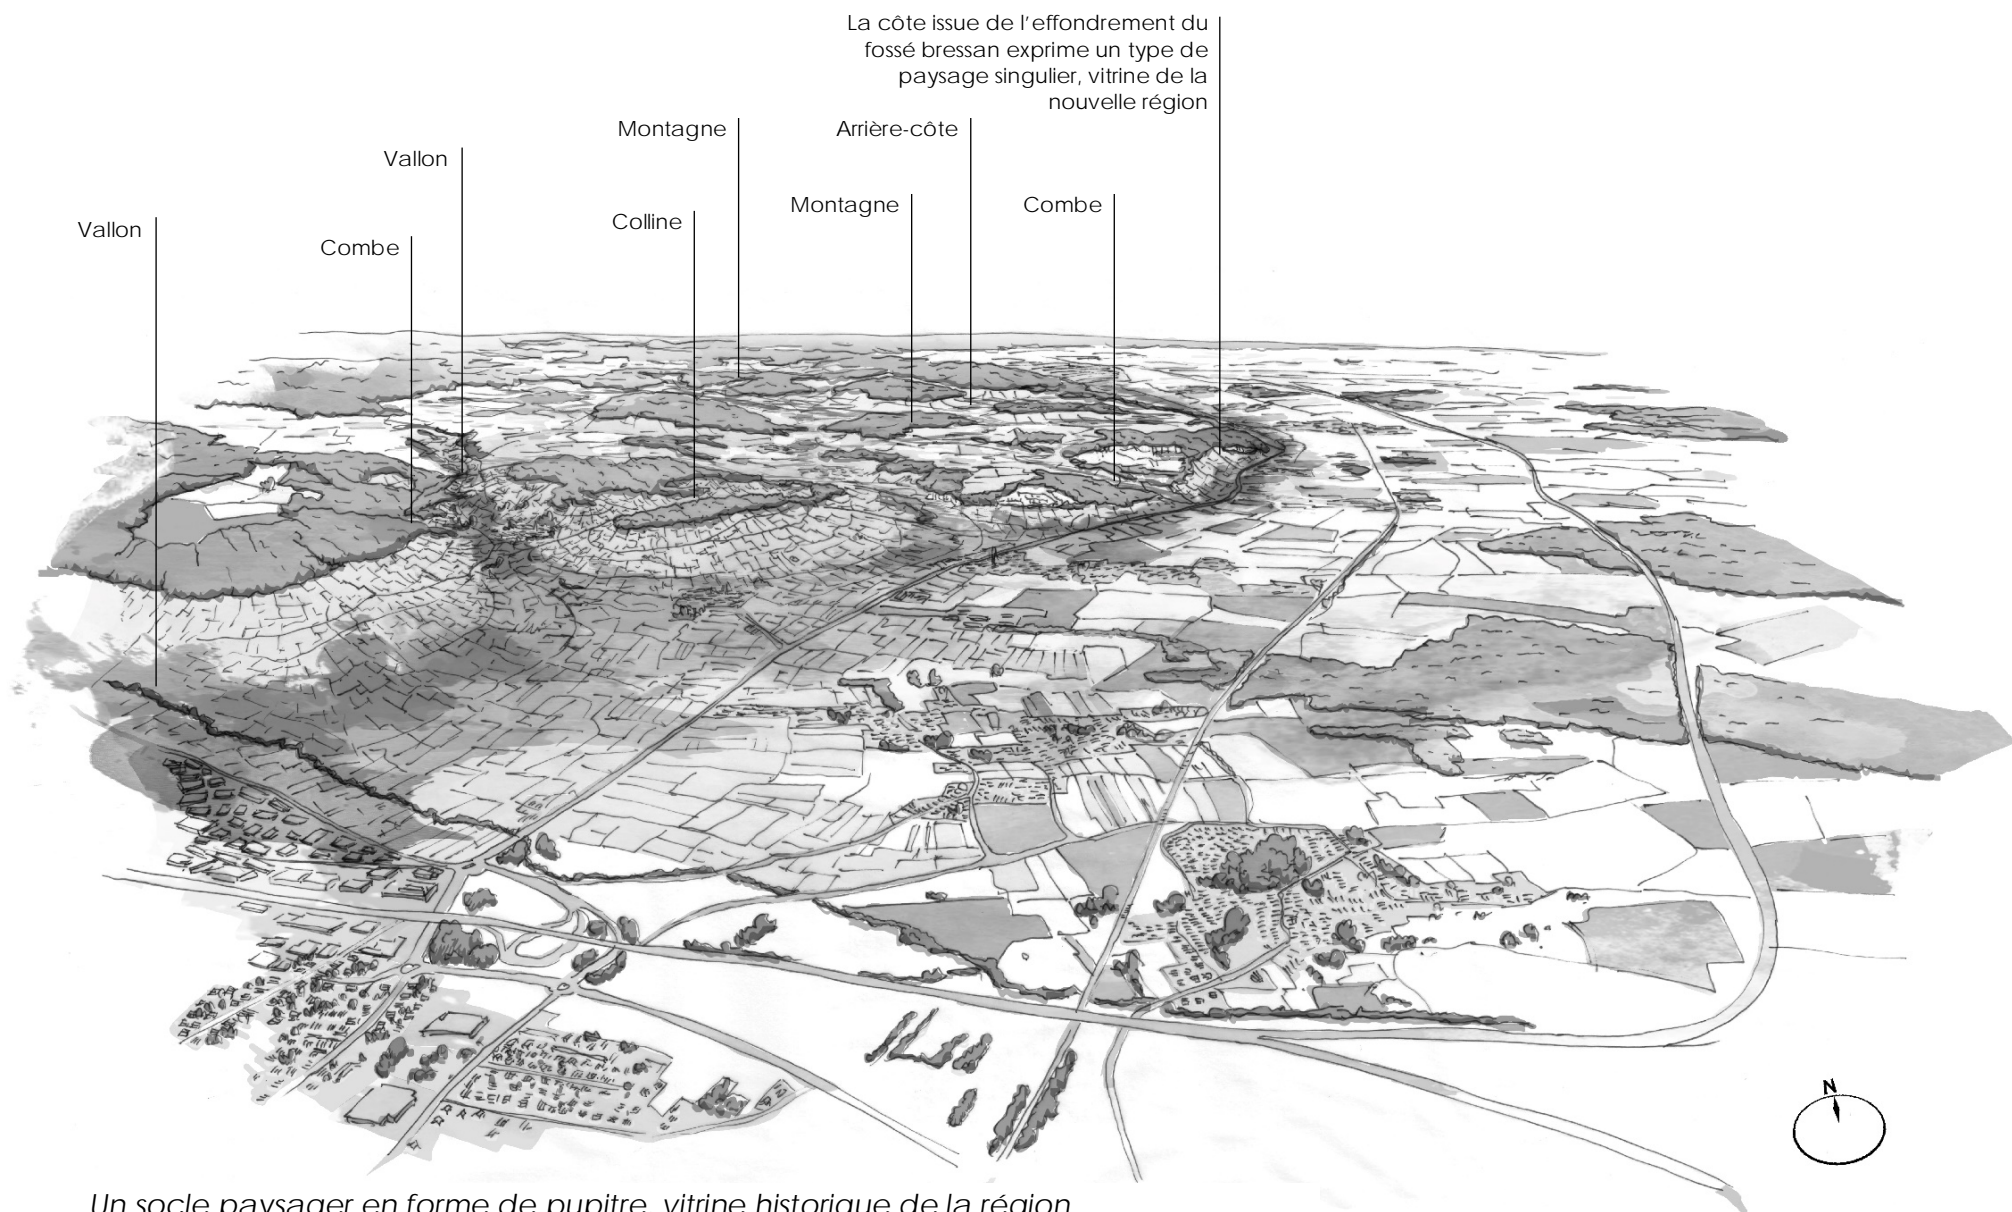 La côte issue de l'effondrement du
fossé bressan exprime un type de
paysage singulier, vitrine de la
nouvelle région
Montagne
Arrière-côte
Vallon
Montagne
Combe
Colline
Vallon
Combe
N
Un socle paysager en forme de pupitre, vitrine historique de la région